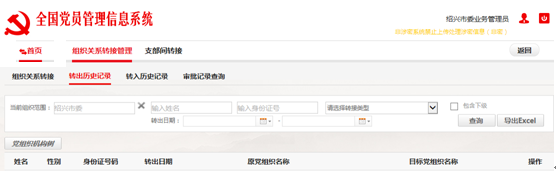 全国党员管理信息系统
绍兴市委业务管理员
首页 组织关系转接管理 支部间转接 返回
组织关系转接 转出历史记录 转入历史记录 审批记录查询
当前组织范围： 绍兴市委 输入姓名 输入身份证号 请选择转接类型 包含下级
转出日期： - 查询 导出Excel
党组织机构例
姓名 性别 身份证号码 转出日期 原党组织名称 目标党组织名称 操作